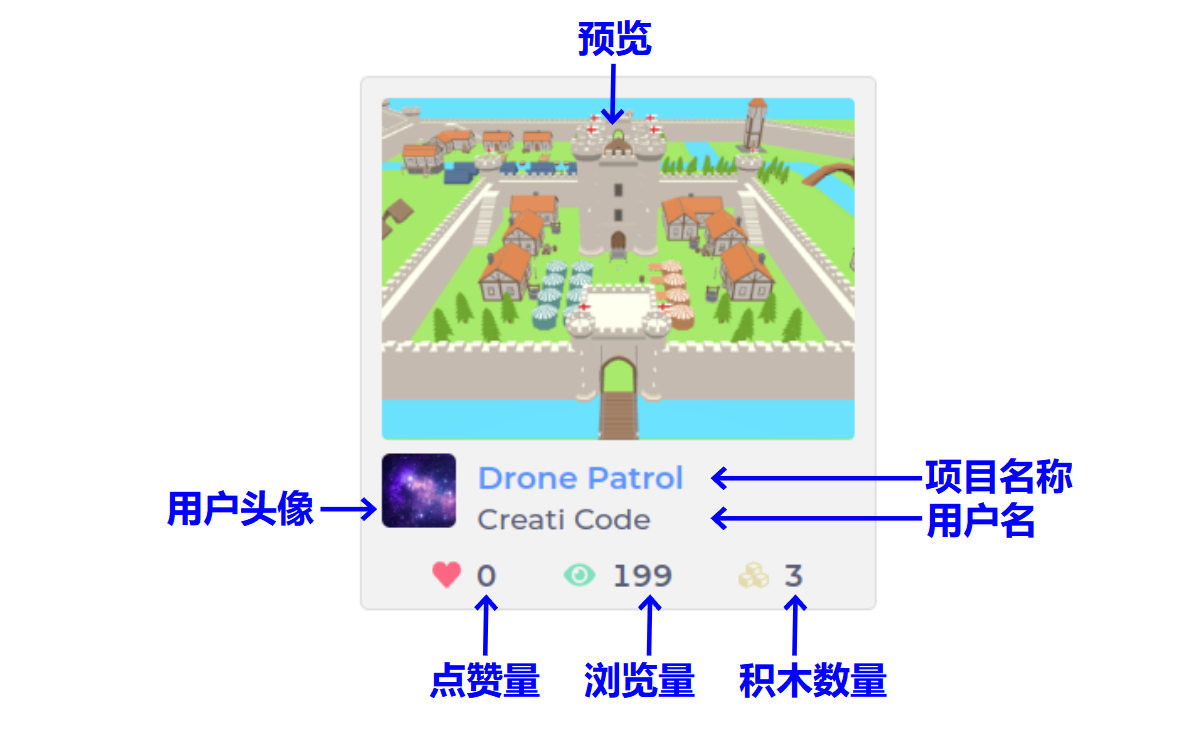 预览
Drone Patrol
项目名称
用户头像
Creati Code
用户名
0
199
3
点赞量
浏览量
积木数量